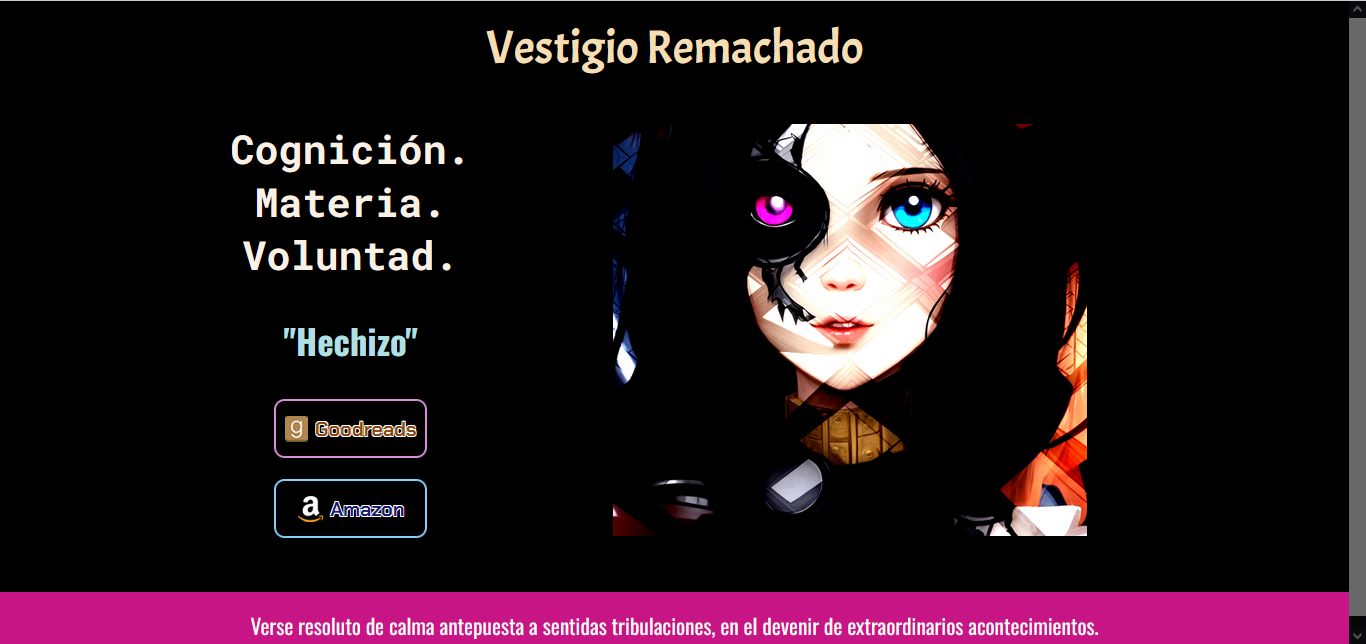 Vestigio Remachado
Cognición.
Materia.
Voluntad.
"Hechizo"
g Goodreads
a Amazon
Verse resoluto de calma antepuesta a sentidas tribulaciones, en el devenir de extraordinarios acontecimientos.